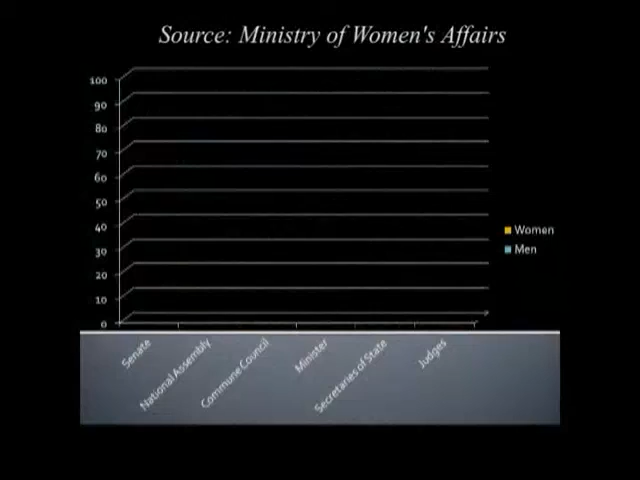 Source: Ministry of Women's Affairs
100
90
80
70
60
50
40
30
20
10
0
Women
Men
Senate
National Assembly
Commune Council
Minister
Secretaries of State
Judges